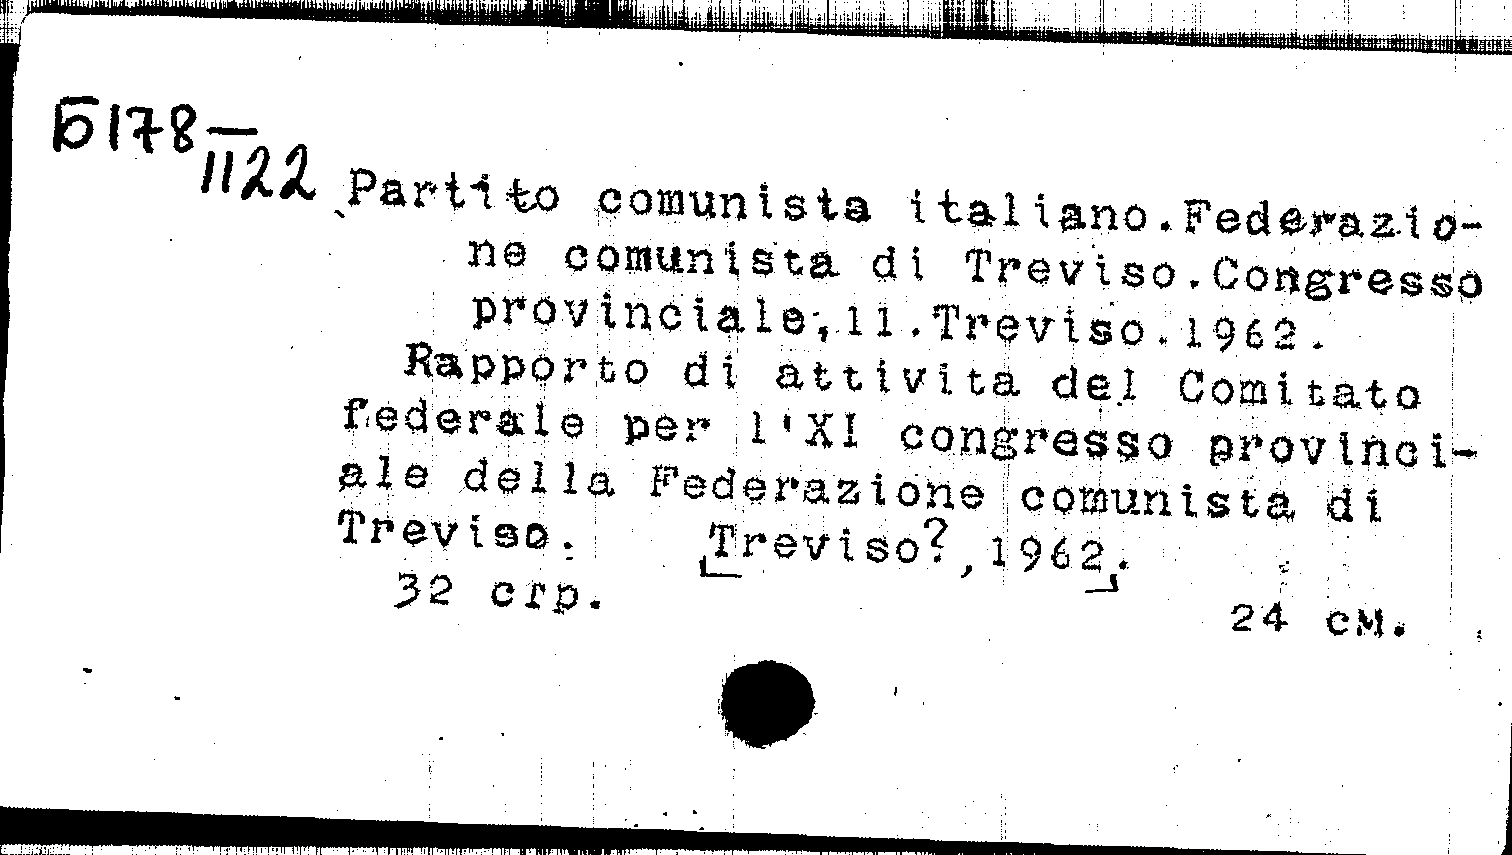 Б178
1122
Partito comunista italiano.Federazio-
ne comunista di Treviso.Congresso
provinciale,11.Treviso.1962.
Rapporto di attivita del Comitato
federale per l'XI congresso provinci-
ale della Federazione comunista di
Treviso. [Treviso?,1962].
32 стр. 24 см.